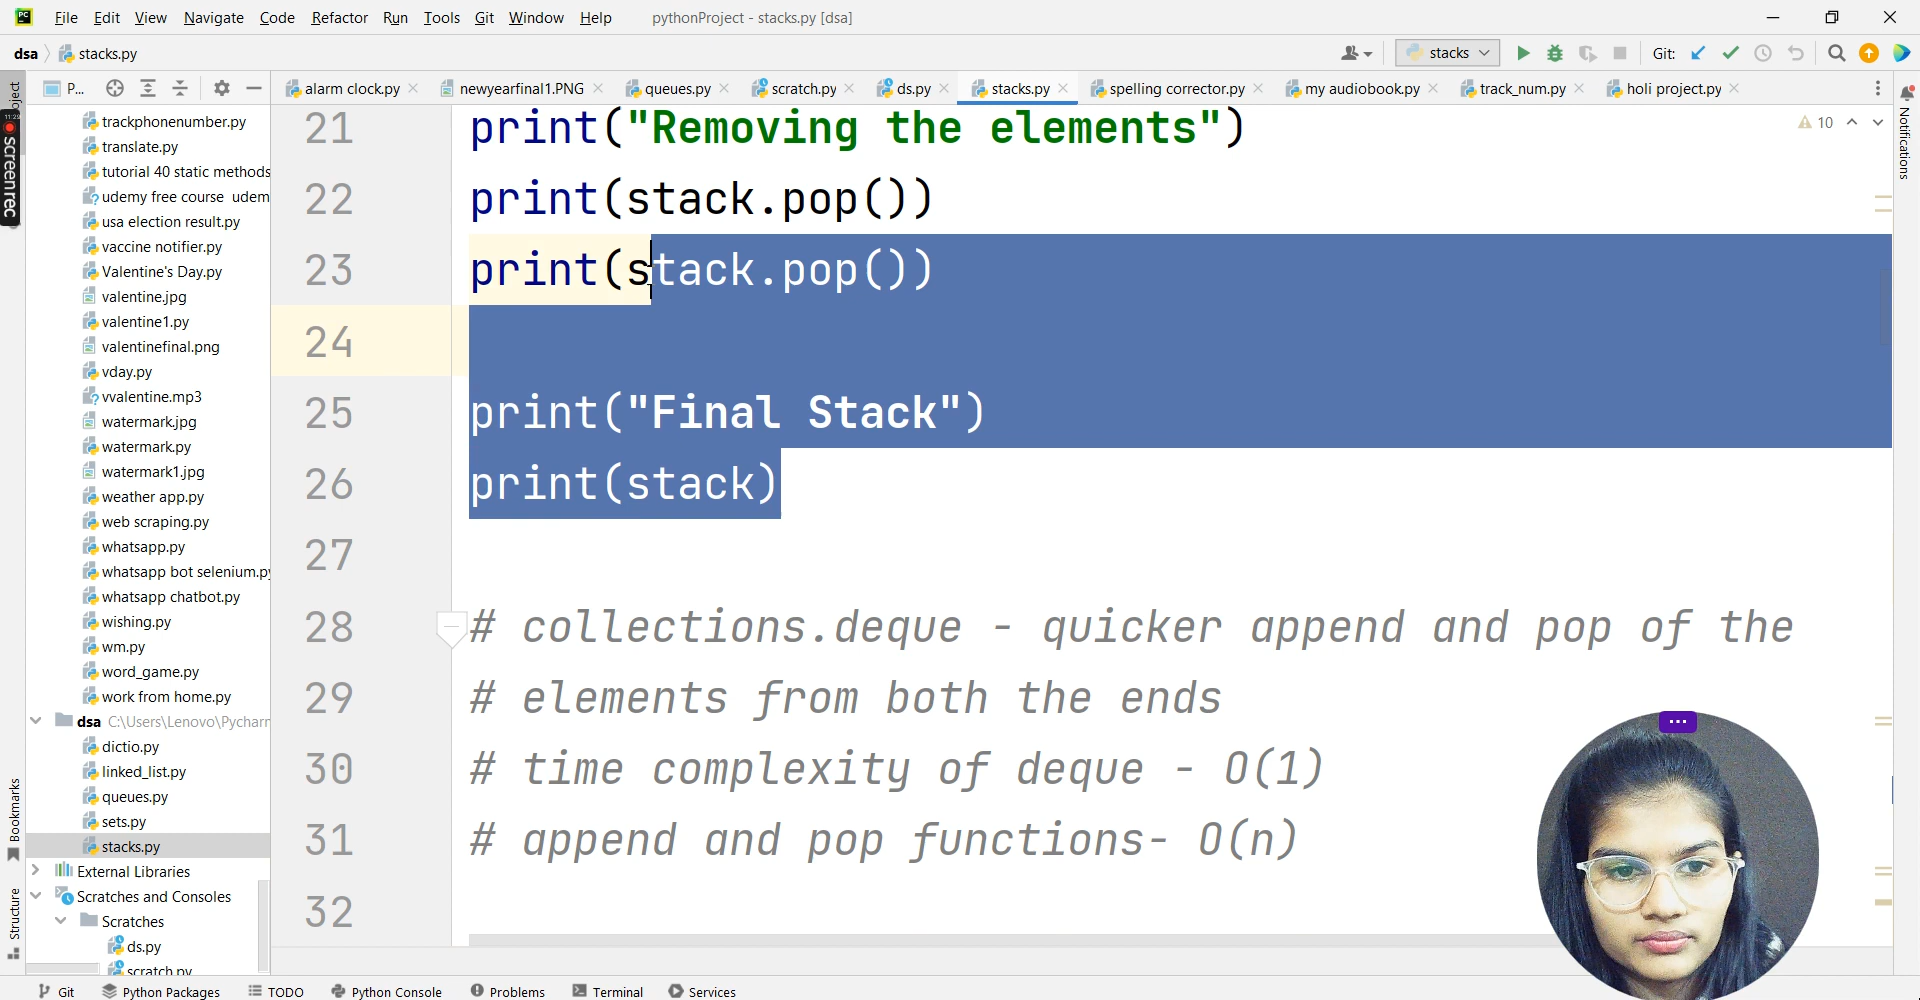 PC File Edit View Navigate Code Refactor Run Tools Git Window Help pythonProject - stacks.py [dsa]
dsa stacks.py stacks Git:
P... alarm clock.py newyearfinal1.PNG queues.py scratch.py ds.py stacks.py spelling corrector.py my audiobook.py track_num.py holi project.py
Project
11:29
screenrec
Bookmarks
Structure
Notifications
trackphonenumber.py
translate.py
tutorial 40 static methods
udemy free course udem
usa election result.py
vaccine notifier.py
Valentine's Day.py
valentine.jpg
valentine1.py
valentinefinal.png
vday.py
vvalentine.mp3
watermark.jpg
watermark.py
watermark1.jpg
weather app.py
web scraping.py
whatsapp.py
whatsapp bot selenium.py
whatsapp chatbot.py
wishing.py
wm.py
word_game.py
work from home.py
dsa C:\Users\Lenovo\Pycharm
dictio.py
linked_list.py
queues.py
sets.py
stacks.py
External Libraries
Scratches and Consoles
Scratches
ds.py
scratch.py
10
21 print("Removing the elements")
22 print(stack.pop())
23 print(stack.pop())
24
25 print("Final Stack")
26 print(stack)
27
28 # collections.deque - quicker append and pop of the
29 # elements from both the ends
30 # time complexity of deque - O(1)
31 # append and pop functions- O(n)
32
Git Python Packages TODO Python Console Problems Terminal Services